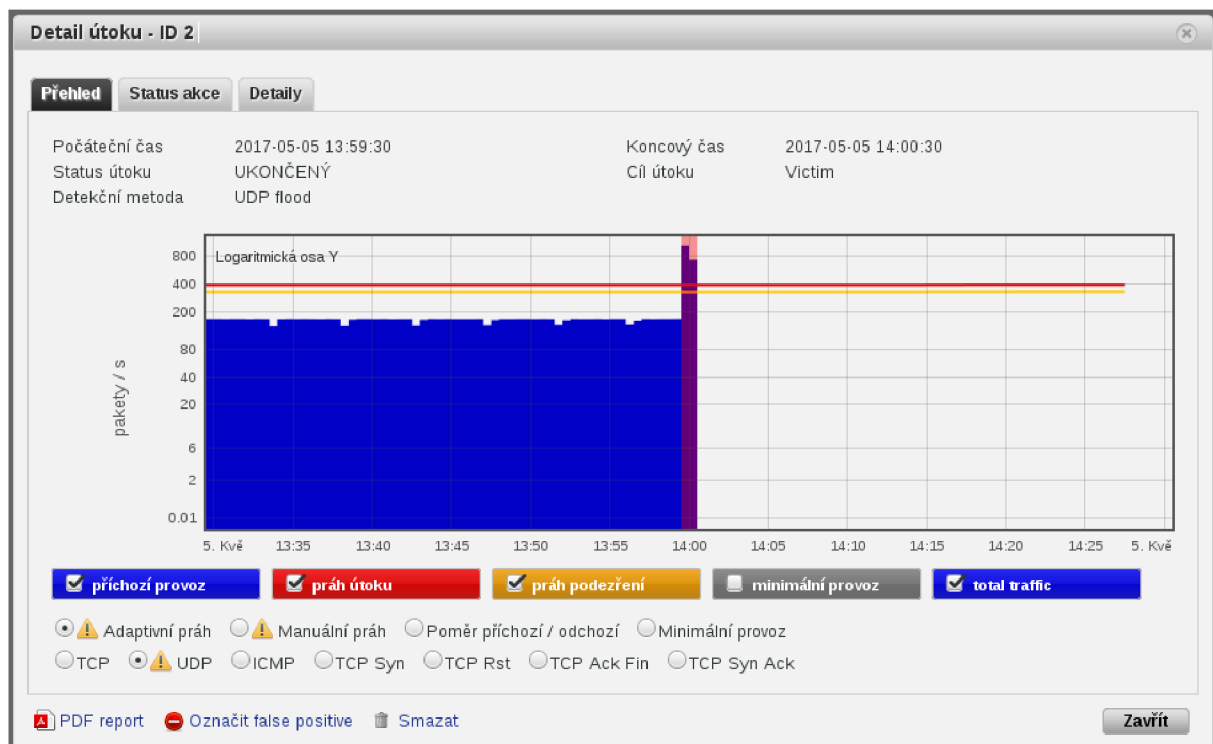 Detail útoku - ID 2
Přehled Status akce Detaily
Počáteční čas 2017-05-05 13:59:30 Koncový čas 2017-05-05 14:00:30
Status útoku UKONČENÝ Cíl útoku Victim
Detekční metoda UDP flood
Logaritmická osa Y
800
400
200
80
40
20
6
2
0.01
pakety / s
5. Kvě 13:35 13:40 13:45 13:50 13:55 14:00 14:05 14:10 14:15 14:20 14:25 5. Kvě
příchozí provoz práh útoku práh podezření minimální provoz total traffic
Adaptivní práh Manuální práh Poměr příchozí / odchozí Minimální provoz
TCP UDP ICMP TCP Syn TCP Rst TCP Ack Fin TCP Syn Ack
PDF report Označit false positive Smazat Zavřít